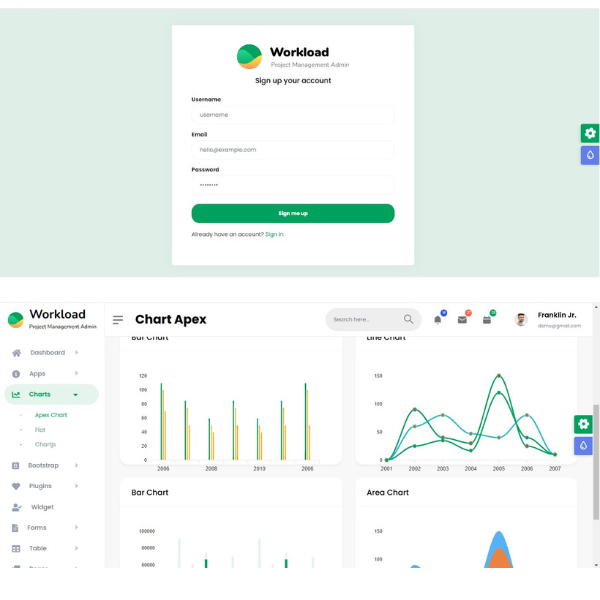 Workload
Project Management Admin
Sign up your account
Username
username
Email
hello@example.com
Password
Sign me up
Already have an account? Sign in
Workload
Project Management Admin
Chart Apex
Search here..
Franklin Jr.
demo@gmail.com
Dashboard
Apps
Charts
Apex Chart
Flot
Chartjs
Bootstrap
Plugins
Widget
Forms
Table
Bar Chart
120
100
80
60
40
20
0
2006 2008 2010 2006
Line Chart
150
100
50
0
2001 2002 2003 2004 2005 2006 2007
Bar Chart
100000
80000
60000
Area Chart
150
100